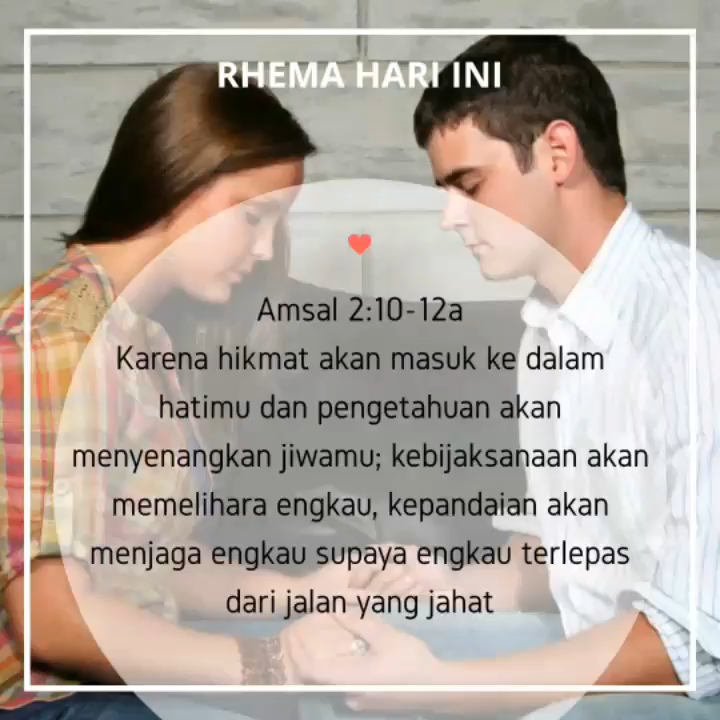 RHEMA HARI INI
Amsal 2:10-12a
Karena hikmat akan masuk ke dalam
hatimu dan pengetahuan akan
menyenangkan jiwamu; kebijaksanaan akan
memelihara engkau, kepandaian akan
menjaga engkau supaya engkau terlepas
dari jalan yang jahat